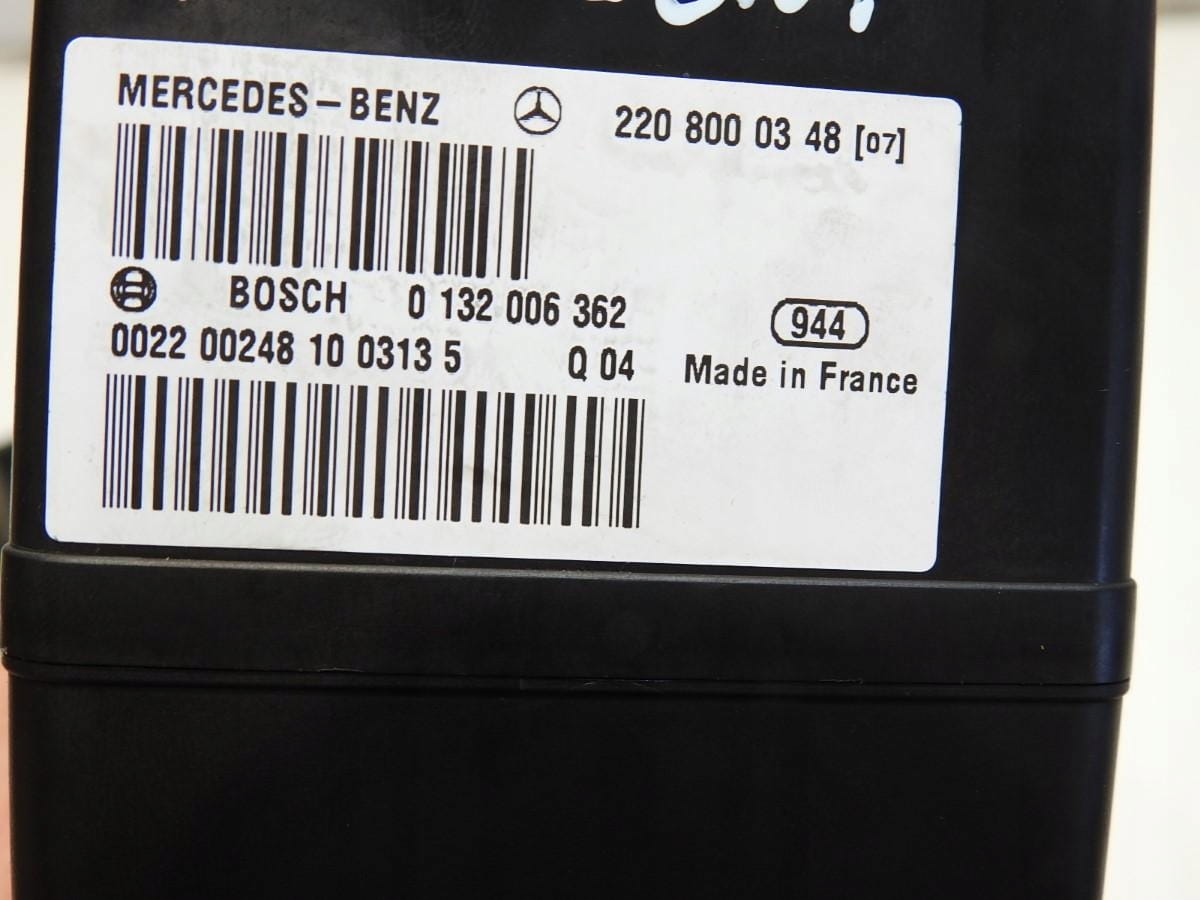 MERCEDES-BENZ 220 800 03 48 [07]
BOSCH 0 132 006 362
944
0022 00248 10 0313 5 Q 04
Made in France